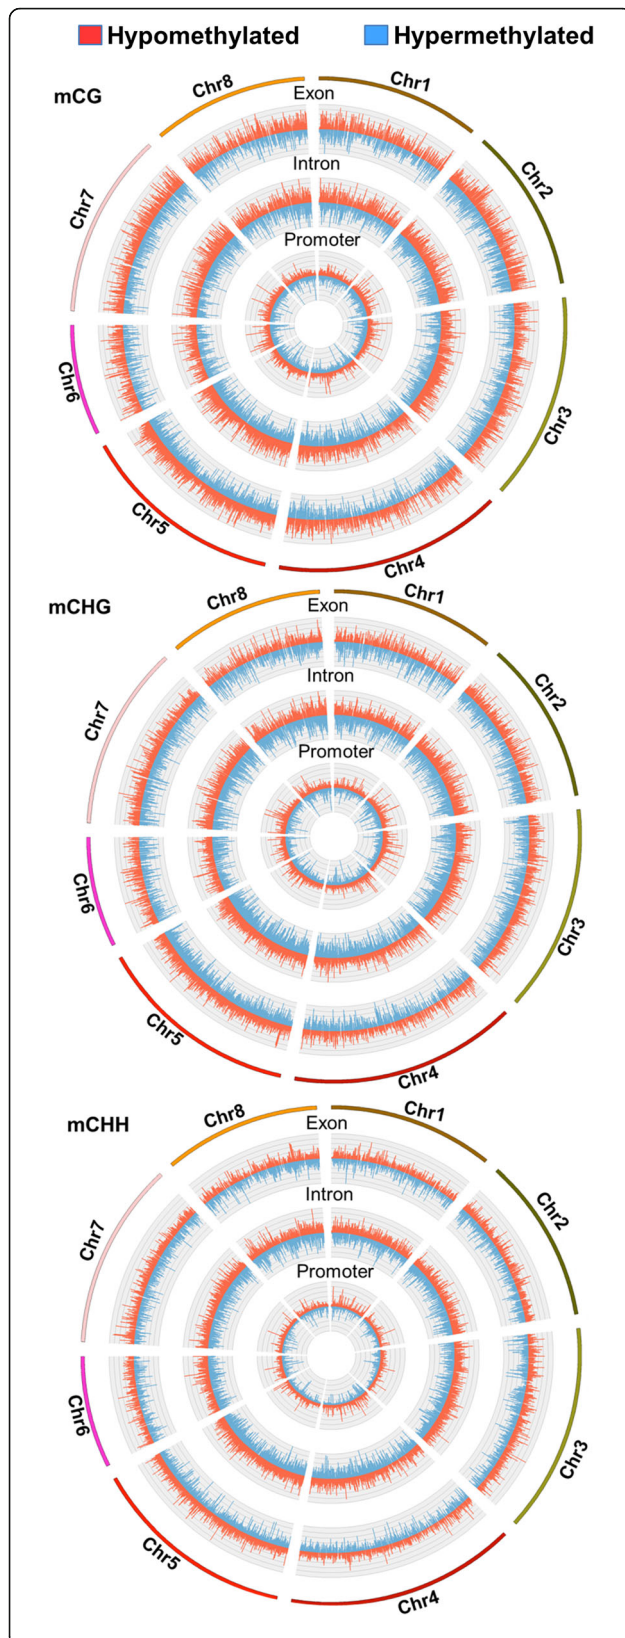 Hypomethylated Hypermethylated
mCG
Chr8 Chr1
Exon
Intron
Chr7 Chr2
Promoter
Chr6 Chr3
Chr5 Chr4
mCHG
Chr8 Chr1
Exon
Intron
Chr7 Chr2
Promoter
Chr6 Chr3
Chr5 Chr4
mCHH
Chr8 Chr1
Exon
Intron
Chr7 Chr2
Promoter
Chr6 Chr3
Chr5 Chr4